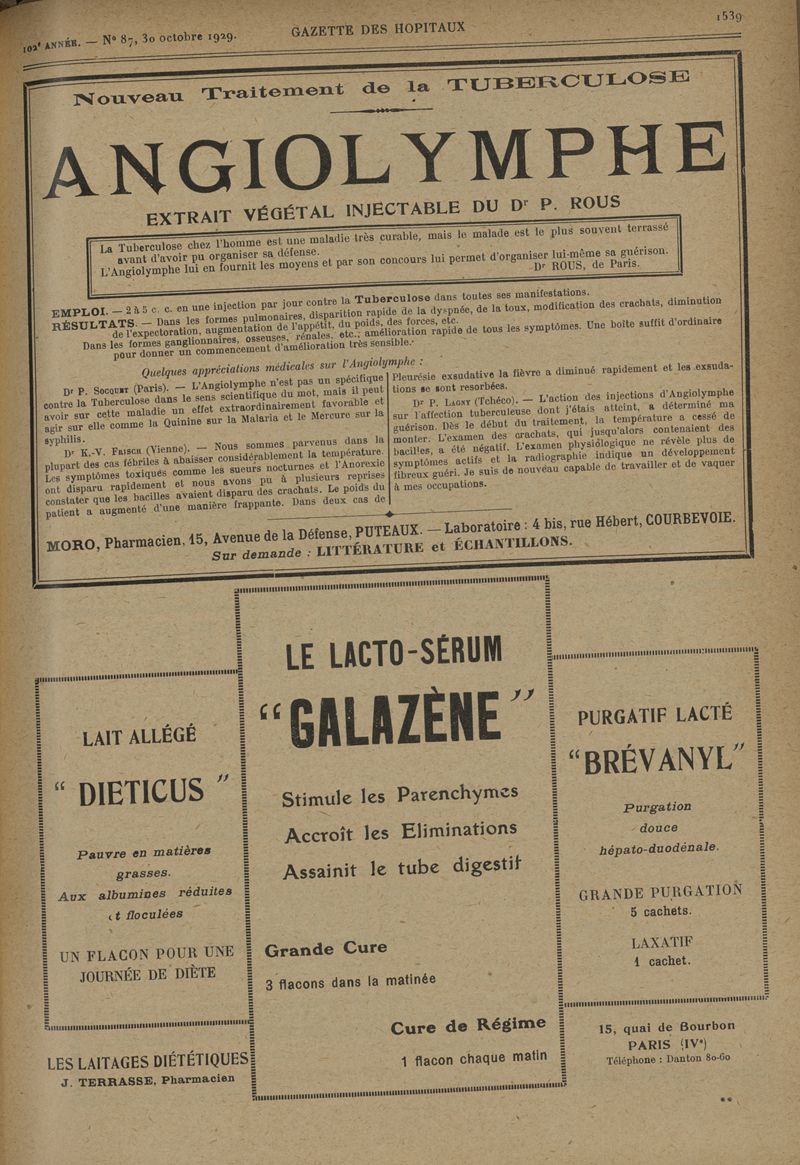 102e ANNÉE. — N° 87, 30 octobre 1929.
GAZETTE DES HOPITAUX
1539
Nouveau Traitement de la TUBERCULOSE
ANGIOLYMPHE
EXTRAIT VÉGÉTAL INJECTABLE DU Dr P. ROUS
La Tuberculose chez l'homme est une maladie très curable, mais le malade est le plus souvent terrassé
avant d'avoir pu organiser sa défense.
L'Angiolymphe lui en fournit les moyens et par son concours lui permet d'organiser lui-même sa guérison.
Dr ROUS, de Paris.
EMPLOI. — 2 à 5 c. c. en une injection par jour contre la Tuberculose dans toutes ses manifestations.
RÉSULTATS. — Dans les formes pulmonaires, disparition rapide de la dyspnée, de la toux, modification des crachats, diminution
de l'expectoration, augmentation de l'appétit, du poids, des forces, etc.
Dans les formes ganglionnaires, osseuses, rénales, etc., amélioration rapide de tous les symptômes. Une boîte suffit d'ordinaire
pour donner un commencement d'amélioration très sensible.
Quelques appréciations médicales sur l'Angiolymphe :
Dr P. SOCQUET (Paris). — L'Angiolymphe n'est pas un spécifique
contre la Tuberculose dans le sens scientifique du mot, mais il peut
avoir sur cette maladie un effet extraordinairement favorable et
agir sur elle comme la Quinine sur la Malaria et le Mercure sur la
syphilis.
Dr K.-V. FRISCH (Vienne). — Nous sommes parvenus dans la
plupart des cas fébriles à abaisser considérablement la température.
Les symptômes toxiques comme les sueurs nocturnes et l'Anorexie
ont disparu rapidement et nous avons pu à plusieurs reprises
constater que les bacilles avaient disparu des crachats. Le poids du
patient a augmenté d'une manière frappante. Dans deux cas de
Pleurésie exsudative la fièvre a diminué rapidement et les exsuda-
tions se sont resorbées.
Dr P. LAGNY (Tchéco). — L'action des injections d'Angiolymphe
sur l'affection tuberculeuse dont j'étais atteint, a déterminé ma
guérison. Dès le début du traitement, la température a cessé de
monter. L'examen des crachats, qui jusqu'alors contenaient des
bacilles, a été négatif. L'examen physiologique ne révèle plus de
symptômes actifs et la radiographie indique un développement
fibreux guéri. Je suis de nouveau capable de travailler et de vaquer
à mes occupations.
MORO, Pharmacien, 15, Avenue de la Défense, PUTEAUX. — Laboratoire : 4 bis, rue Hébert, COURBEVOIE.
Sur demande : LITTÉRATURE et ÉCHANTILLONS.
LAIT ALLÉGÉ
“ DIETICUS ”
Pauvre en matières
grasses.
Aux albumines réduites
et floculées
UN FLACON POUR UNE
JOURNÉE DE DIÈTE
LES LAITAGES DIÉTÉTIQUES
J. TERRASSE, Pharmacien
LE LACTO-SÉRUM
“GALAZÈNE”
Stimule les Parenchymes
Accroît les Eliminations
Assainit le tube digestif
Grande Cure
3 flacons dans la matinée
Cure de Régime
1 flacon chaque matin
PURGATIF LACTÉ
“BRÉVANYL”
Purgation
douce
hépato-duodénale.
GRANDE PURGATION
5 cachets.
LAXATIF
1 cachet.
15, quai de Bourbon
PARIS (IVe)
Téléphone : Danton 80-60
**